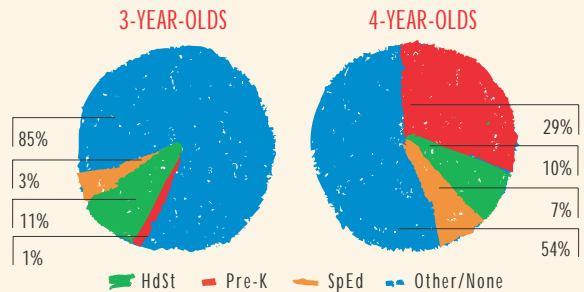 3-YEAR-OLDS
85%
3%
11%
1%
4-YEAR-OLDS
29%
10%
7%
54%
HdSt Pre-K SpEd Other/None